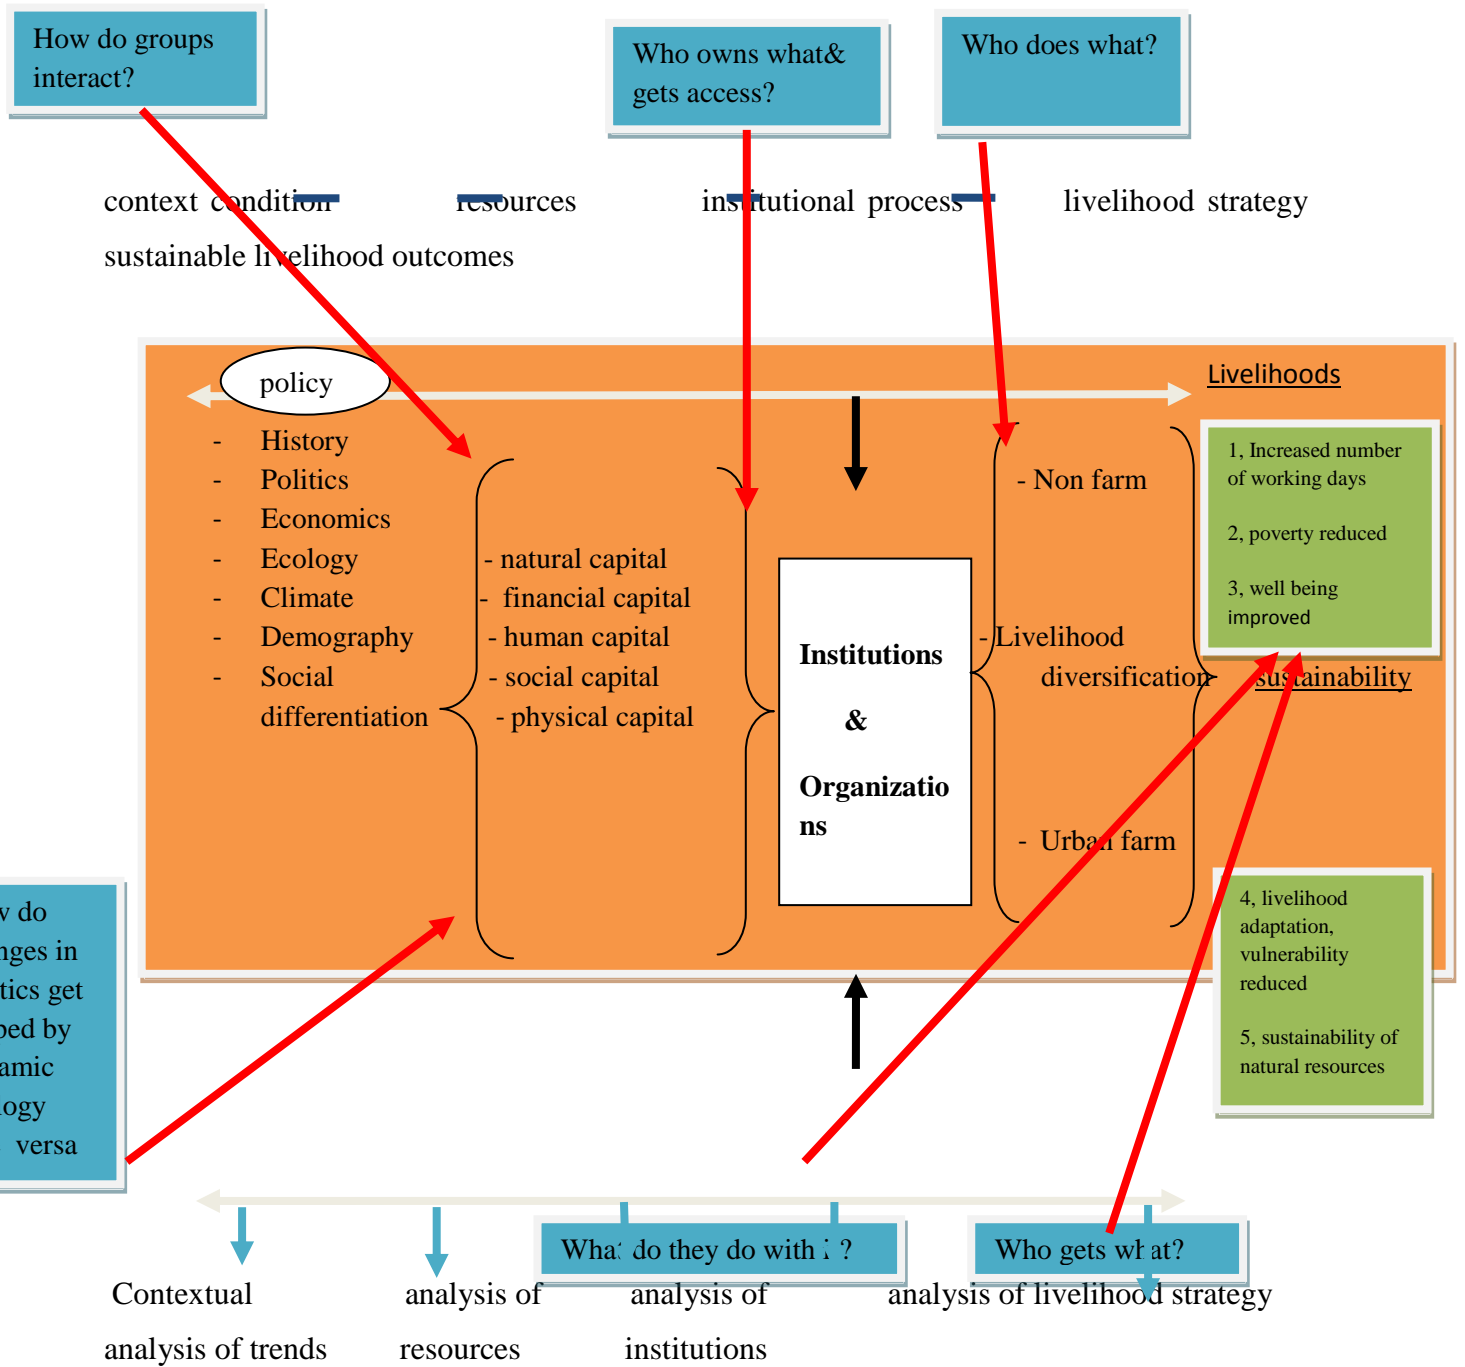 How do groups
interact?
Who owns what&
gets access?
Who does what?
context condition resources institutional process livelihood strategy
sustainable livelihood outcomes
policy
Livelihoods
- History
- Politics
- Economics
- Ecology
- Climate
- Demography
- Social
differentiation
- natural capital
- financial capital
- human capital
- social capital
- physical capital
Institutions
&
Organizatio
ns
- Non farm
- Livelihood
diversification
- Urban farm
1, Increased number
of working days
2, poverty reduced
3, well being
improved
sustainability
4, livelihood
adaptation,
vulnerability
reduced
5, sustainability of
natural resources
do
in
get
by
versa
What do they do with ?
Who gets what?
Contextual
analysis of trends
analysis of
resources
analysis of
institutions
analysis of livelihood strategy